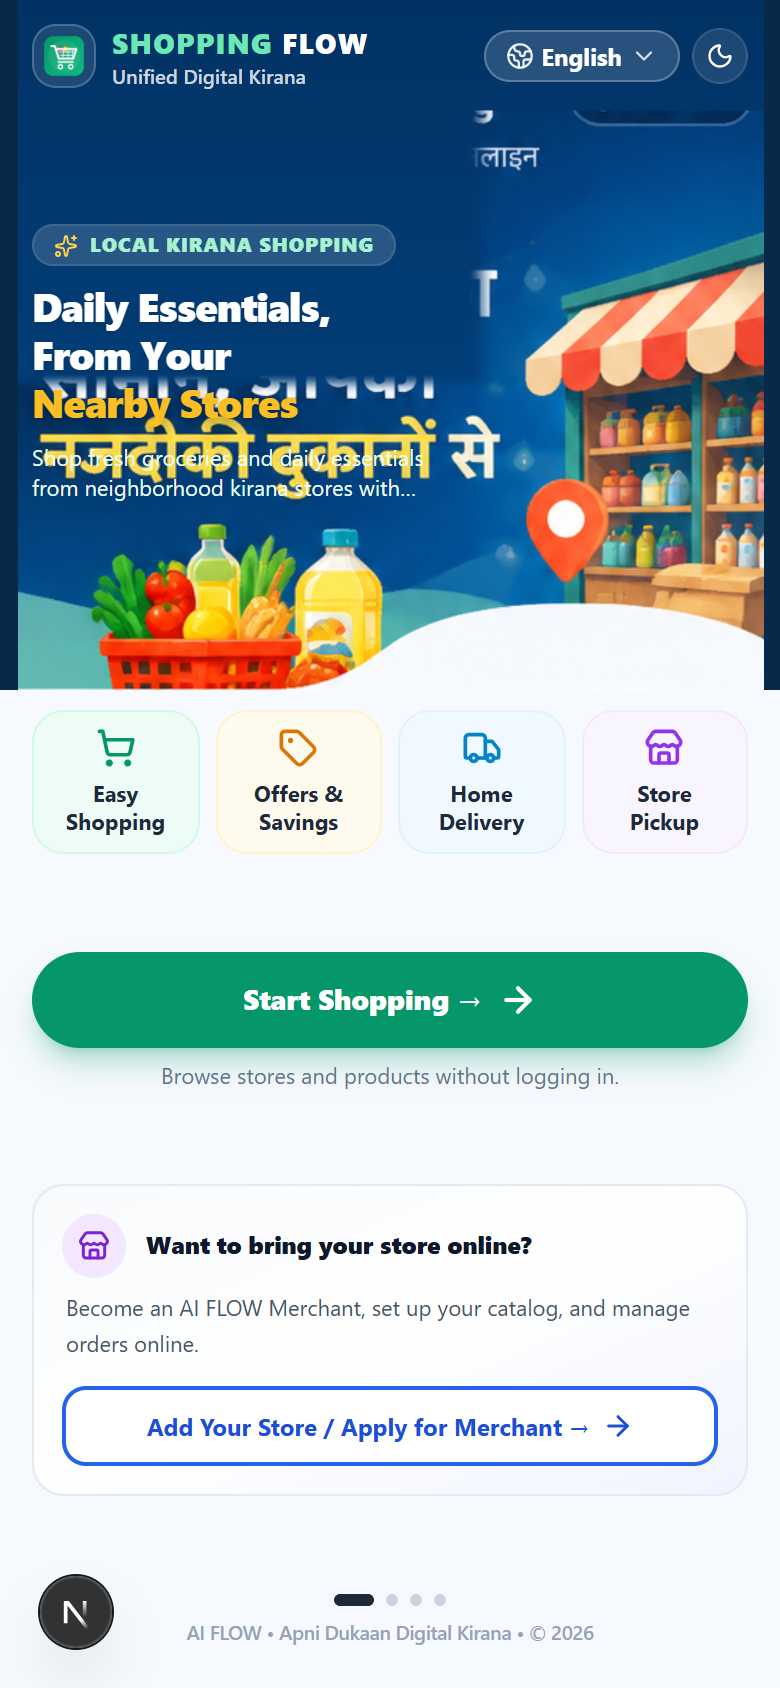 SHOPPING FLOW
Unified Digital Kirana
English
लाइन
LOCAL KIRANA SHOPPING
Daily Essentials,
From Your
सामान, आपकी
Nearby Stores
नजदीकी दुकानों से
Shop fresh groceries and daily essentials
from neighborhood kirana stores with...
Easy
Shopping
Offers &
Savings
Home
Delivery
Store
Pickup
Start Shopping → →
Browse stores and products without logging in.
Want to bring your store online?
Become an AI FLOW Merchant, set up your catalog, and manage
orders online.
Add Your Store / Apply for Merchant → →
N
AI FLOW • Apni Dukaan Digital Kirana • © 2026